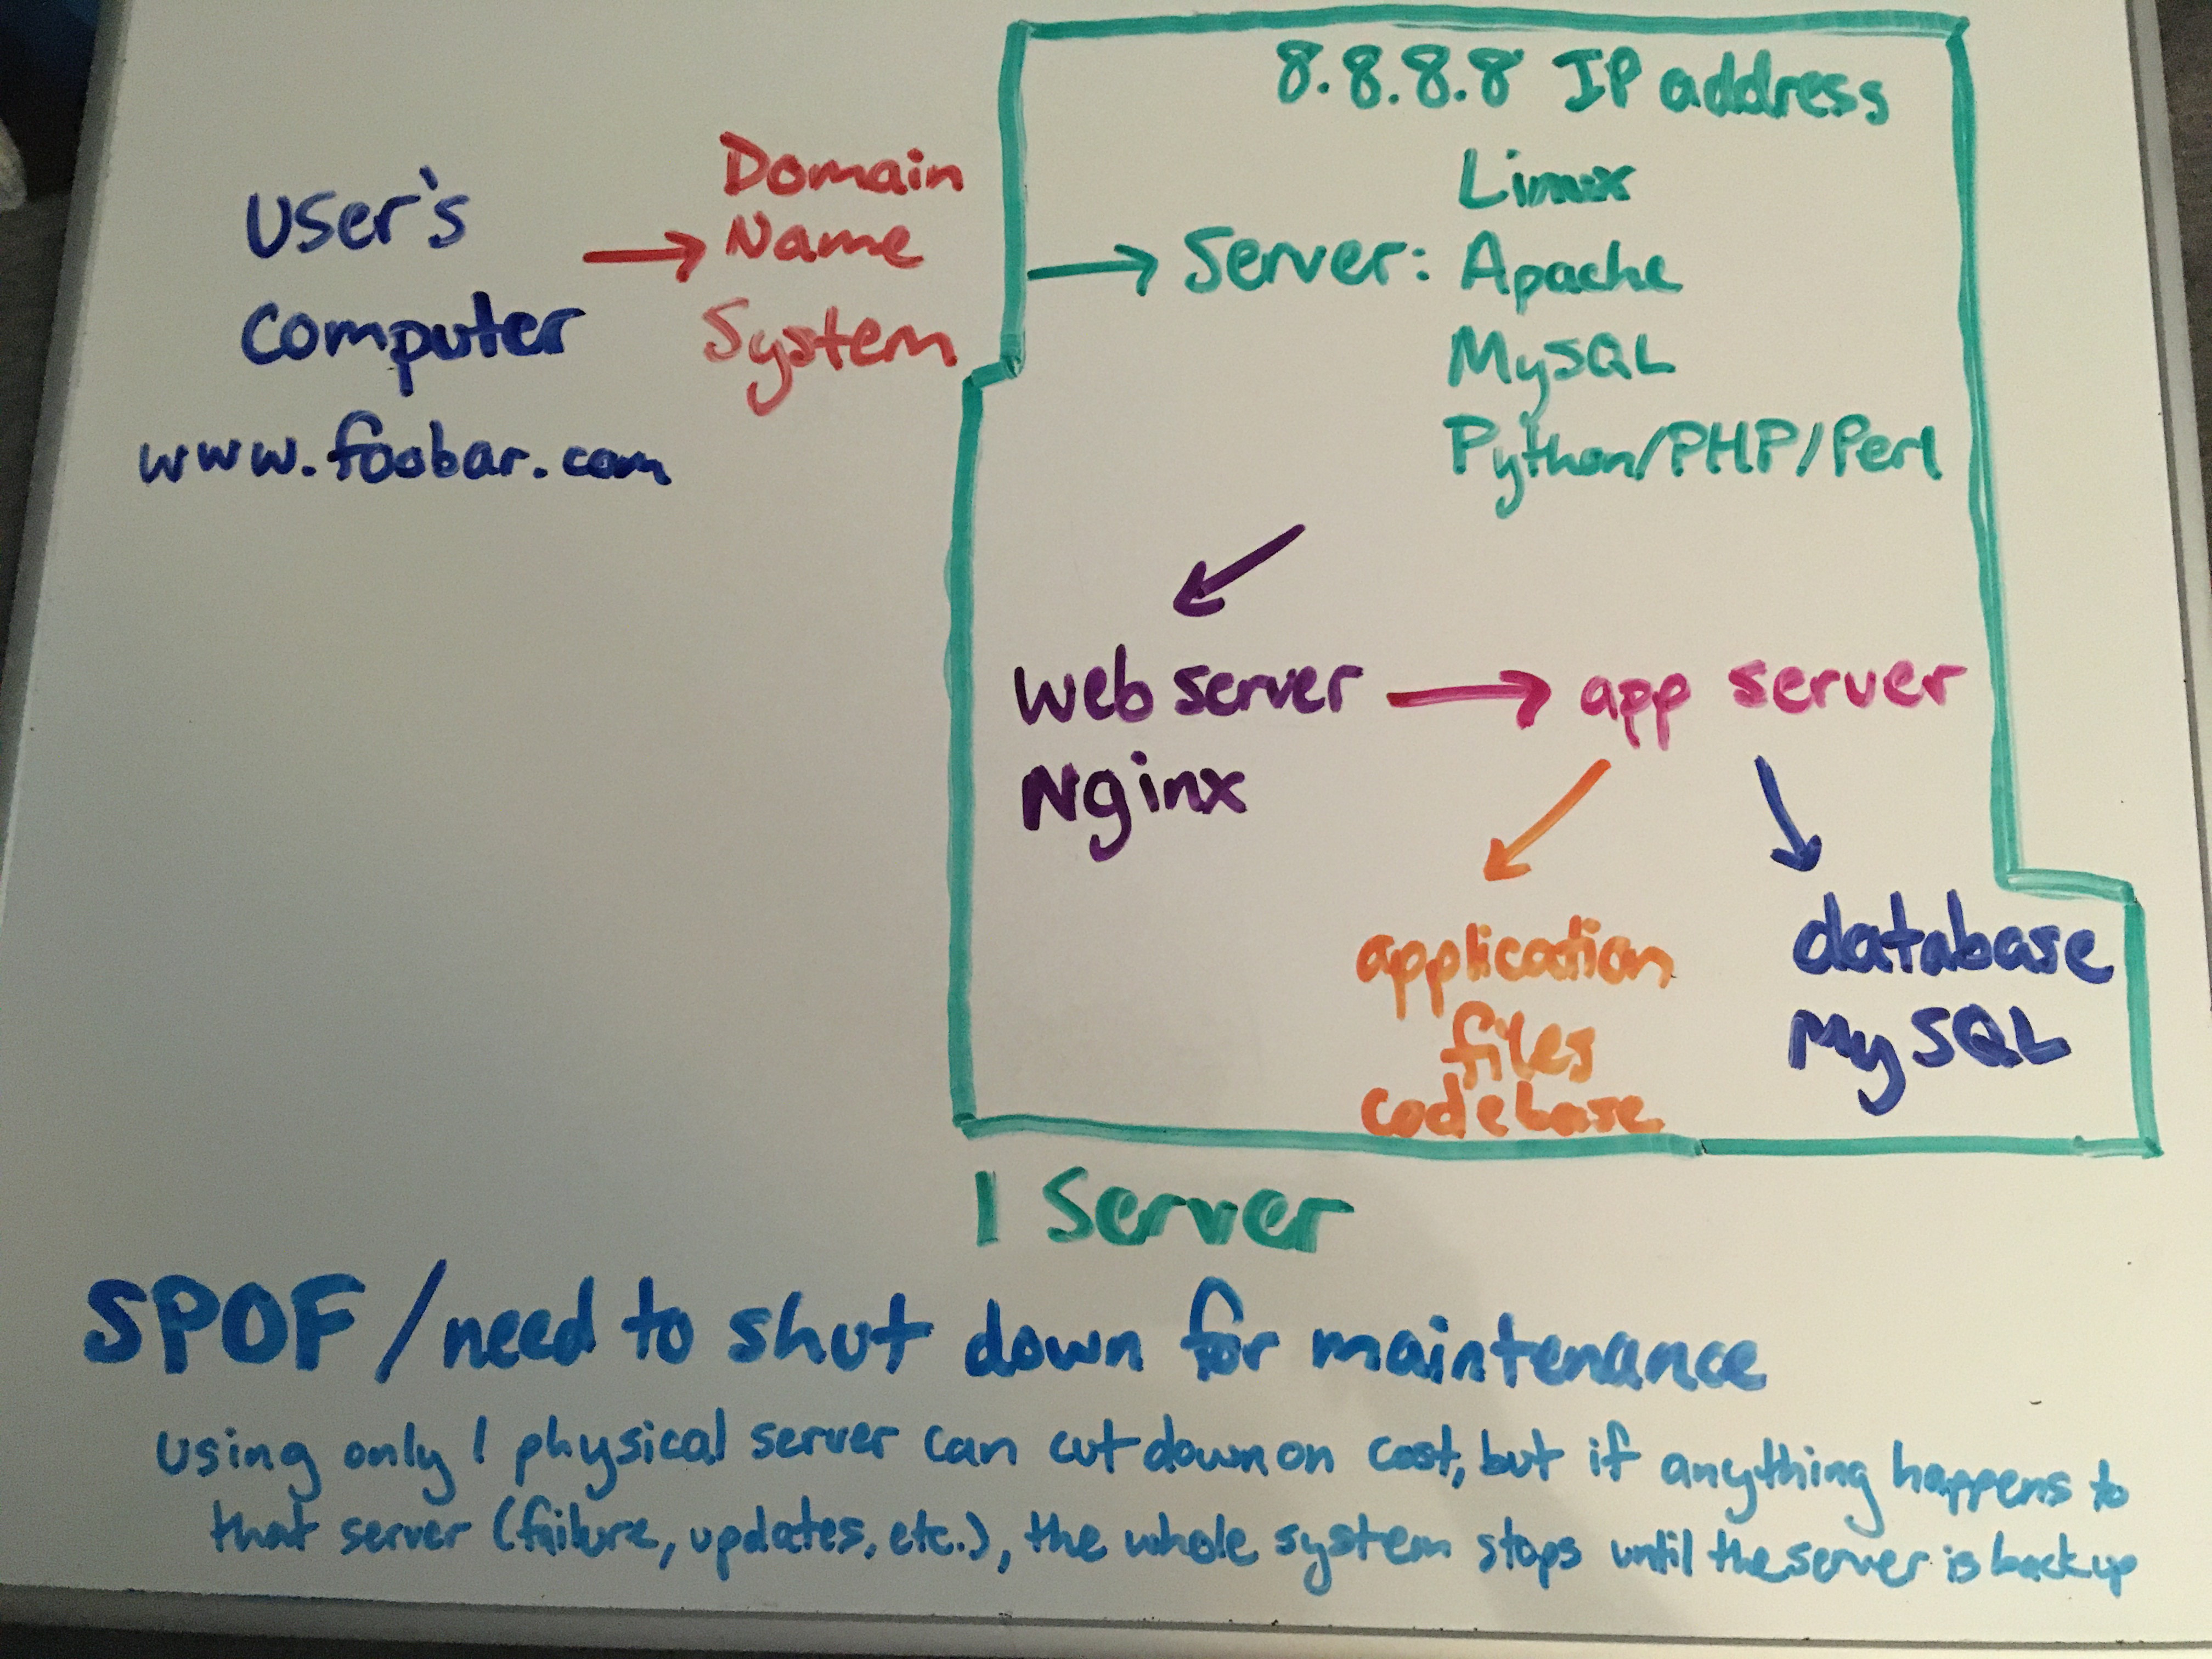 User's
Computer
www.foobar.com
Domain
Name
System
8.8.8.8 IP address
Linux
Server: Apache
MySQL
Python/PHP/Perl
Web server
Nginx
app server
application
files
codebase
database
MySQL
1 Server
SPOF/need to shut down for maintenance
using only 1 physical server can cut down on cost, but if anything happens to
that server (failure, updates, etc.), the whole system stops until the server is back up